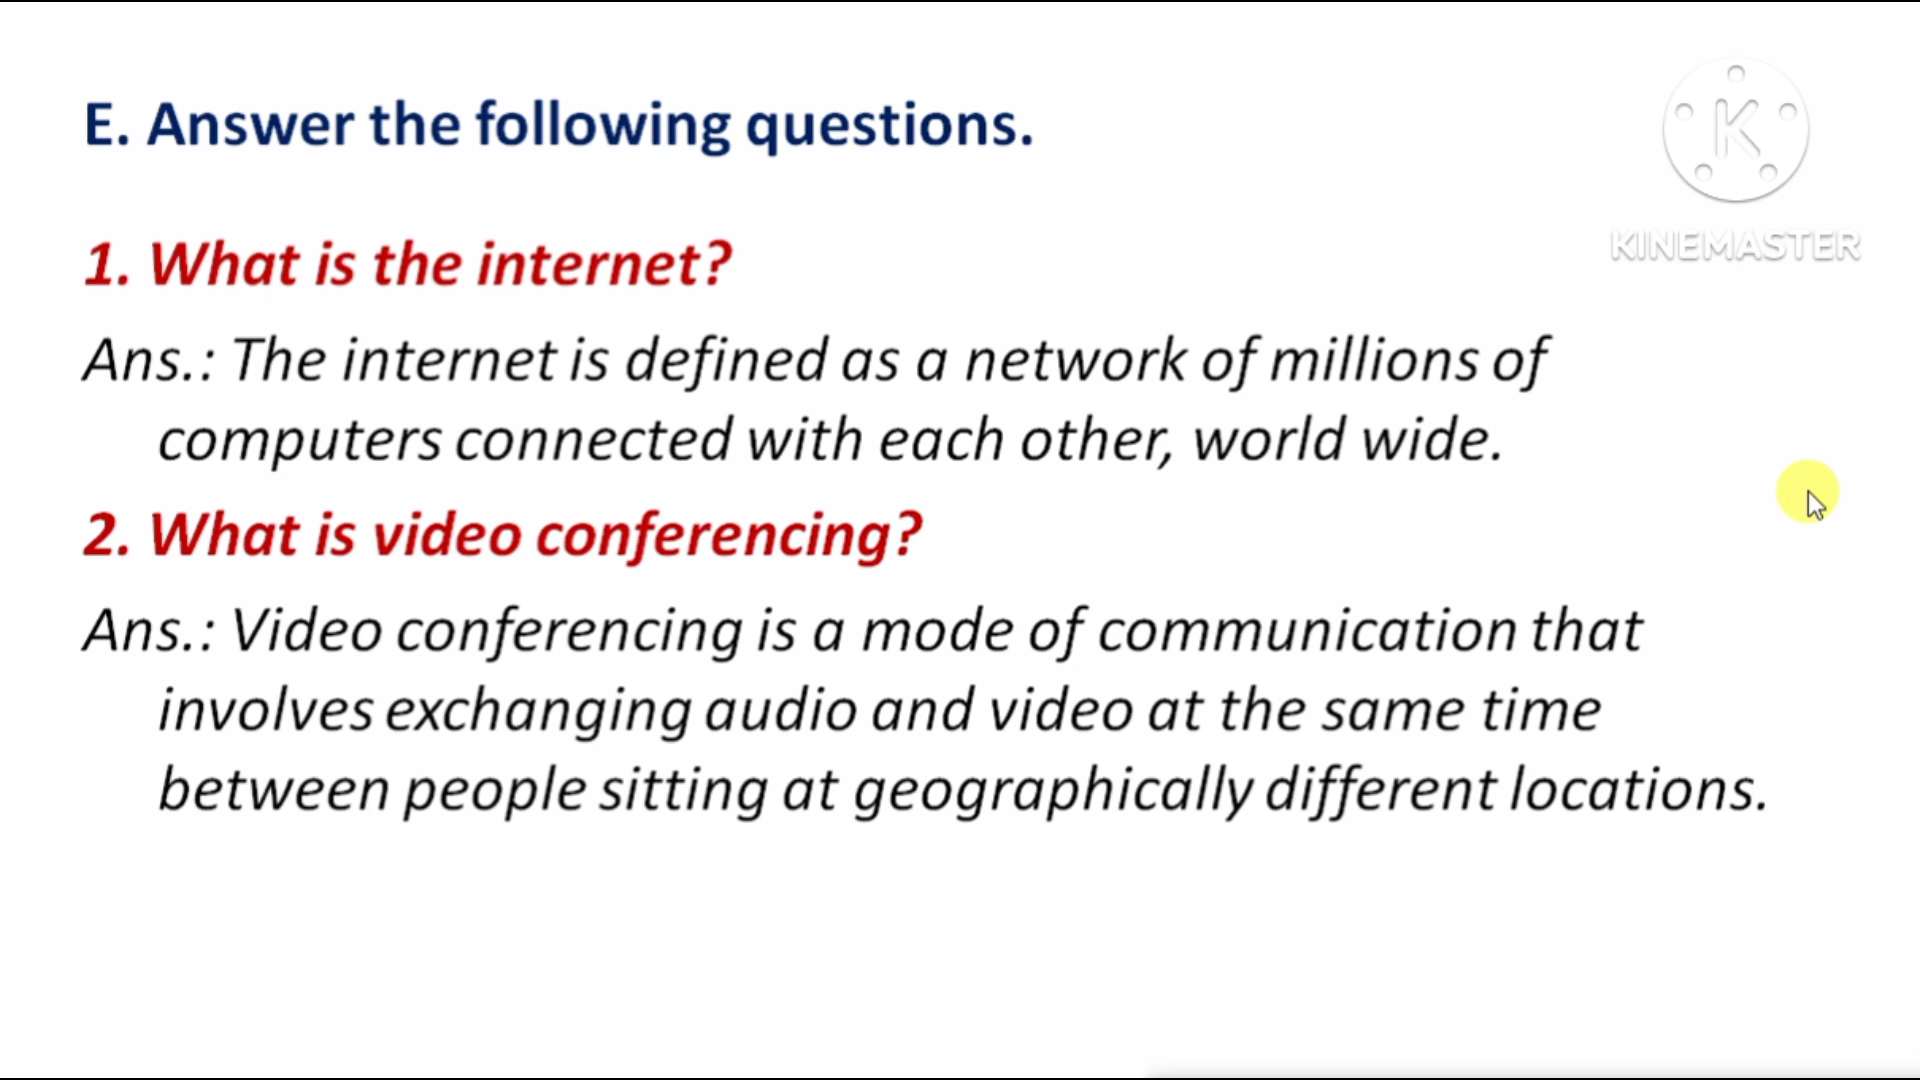 E. Answer the following questions.
K
KINEMASTER
1. What is the internet?
Ans.: The internet is defined as a network of millions of
computers connected with each other, world wide.
2. What is video conferencing?
Ans.: Video conferencing is a mode of communication that
involves exchanging audio and video at the same time
between people sitting at geographically different locations.